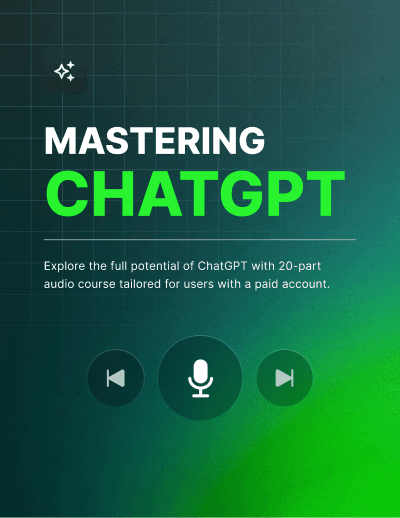 MASTERING
CHATGPT
Explore the full potential of ChatGPT with 20-part
audio course tailored for users with a paid account.